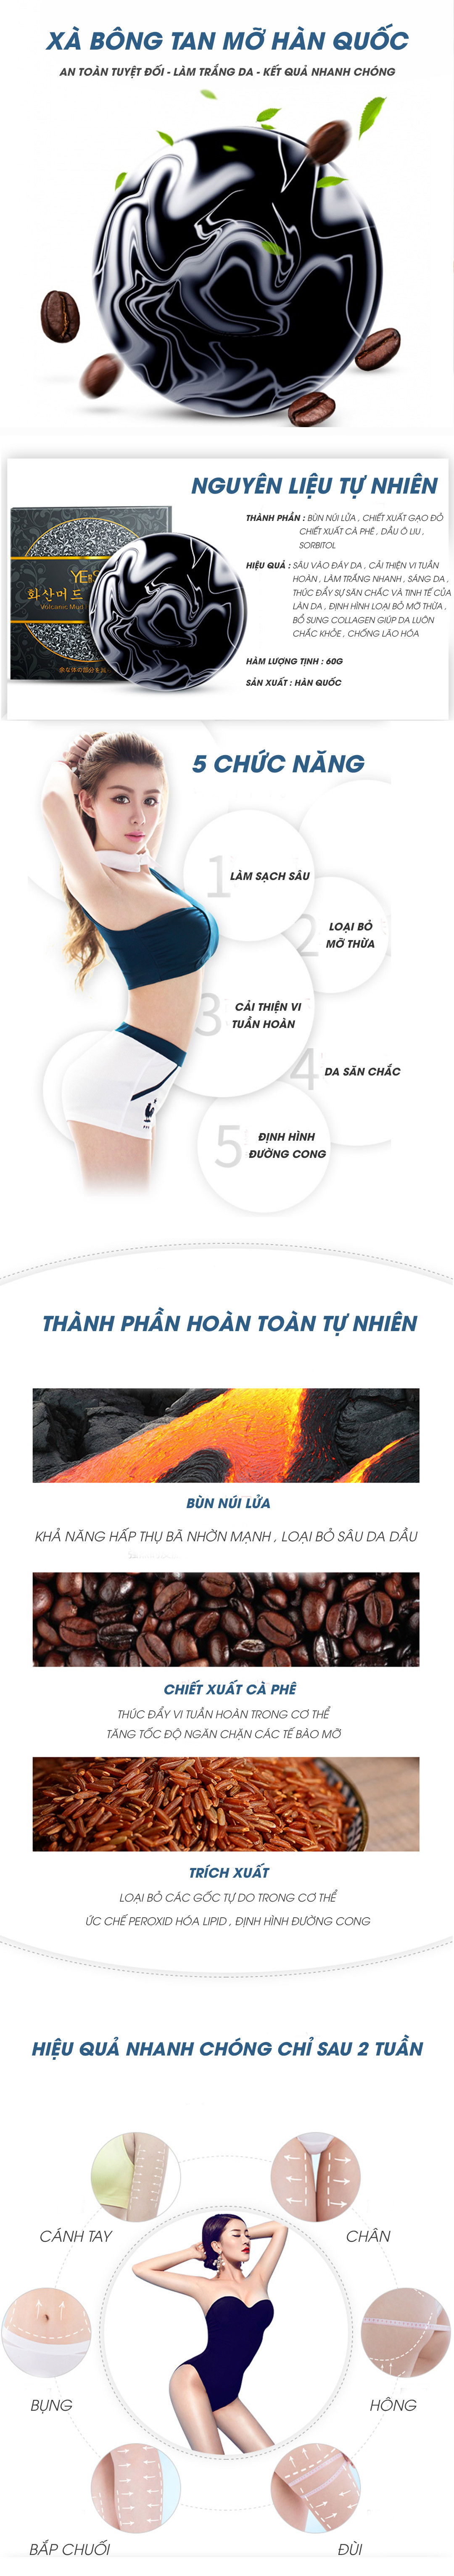 XÀ BÔNG TAN MỠ HÀN QUỐC
AN TOÀN TUYỆT ĐỐI - LÀM TRẮNG DA - KẾT QUẢ NHANH CHÓNG
NGUYÊN LIỆU TỰ NHIÊN
THÀNH PHẦN : BÙN NÚI LỬA , CHIẾT XUẤT GẠO ĐỎ
CHIẾT XUẤT CÀ PHÊ , DẦU Ô LIU ,
SORBITOL
HIỆU QUẢ : SÂU VÀO ĐÁY DA , CẢI THIỆN VI TUẦN
HOÀN , LÀM TRẮNG NHANH , SÁNG DA ,
THÚC ĐẨY SỰ SĂN CHẮC VÀ TINH TẾ CỦA
LÀN DA , ĐỊNH HÌNH LOẠI BỎ MỠ THỪA ,
BỔ SUNG COLLAGEN GIÚP DA LUÔN
CHẮC KHỎE , CHỐNG LÃO HÓA
HÀM LƯỢNG TỊNH : 60G
SẢN XUẤT : HÀN QUỐC
화산머드
Volcanic Mud
5 CHỨC NĂNG
1 LÀM SẠCH SÂU
2 LOẠI BỎ
MỠ THỪA
3 CẢI THIỆN VI
TUẦN HOÀN
4 DA SĂN CHẮC
5 ĐỊNH HÌNH
ĐƯỜNG CONG
THÀNH PHẦN HOÀN TOÀN TỰ NHIÊN
BÙN NÚI LỬA
KHẢ NĂNG HẤP THỤ BÃ NHỜN MẠNH , LOẠI BỎ SÂU DA DẦU
CHIẾT XUẤT CÀ PHÊ
THÚC ĐẨY VI TUẦN HOÀN TRONG CƠ THỂ
TĂNG TỐC ĐỘ NGĂN CHẶN CÁC TẾ BÀO MỠ
TRÍCH XUẤT
LOẠI BỎ CÁC GỐC TỰ DO TRONG CƠ THỂ
ỨC CHẾ PEROXID HÓA LIPID , ĐỊNH HÌNH ĐƯỜNG CONG
HIỆU QUẢ NHANH CHÓNG CHỈ SAU 2 TUẦN
CÁNH TAY
CHÂN
BỤNG
HÔNG
BẮP CHUỐI
ĐÙI